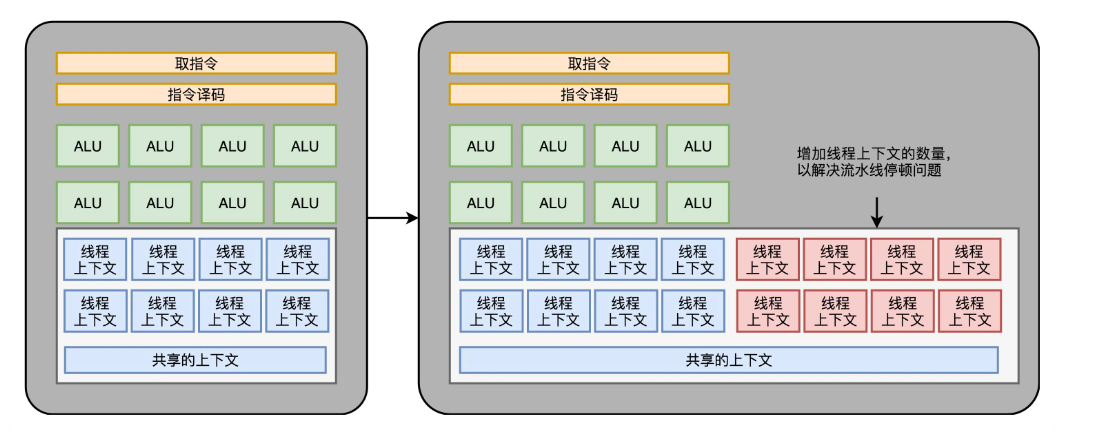 取指令
指令译码
ALU ALU ALU ALU
ALU ALU ALU ALU
线程 线程 线程 线程
上下文 上下文 上下文 上下文
线程 线程 线程 线程
上下文 上下文 上下文 上下文
共享的上下文
取指令
指令译码
ALU ALU ALU ALU
ALU ALU ALU ALU
增加线程上下文的数量，
以解决流水线停顿问题
线程 线程 线程 线程 线程 线程 线程 线程
上下文 上下文 上下文 上下文 上下文 上下文 上下文 上下文
线程 线程 线程 线程 线程 线程 线程 线程
上下文 上下文 上下文 上下文 上下文 上下文 上下文 上下文
共享的上下文